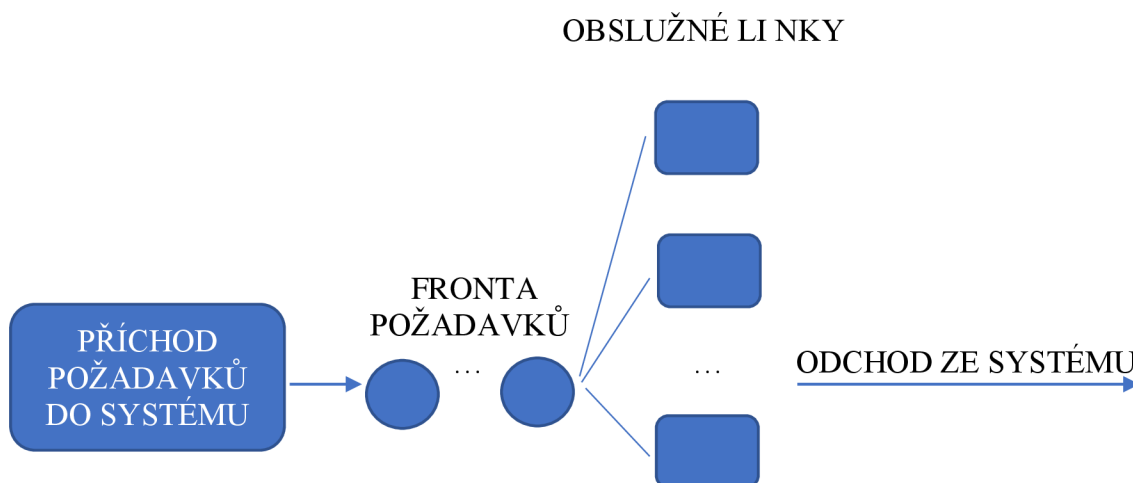 OBSLUŽNÉ LI NKY
PŘÍCHOD
POŽADAVKŮ
DO SYSTÉMU
FRONTA
POŽADAVKŮ
...
...
ODCHOD ZE SYSTÉMU